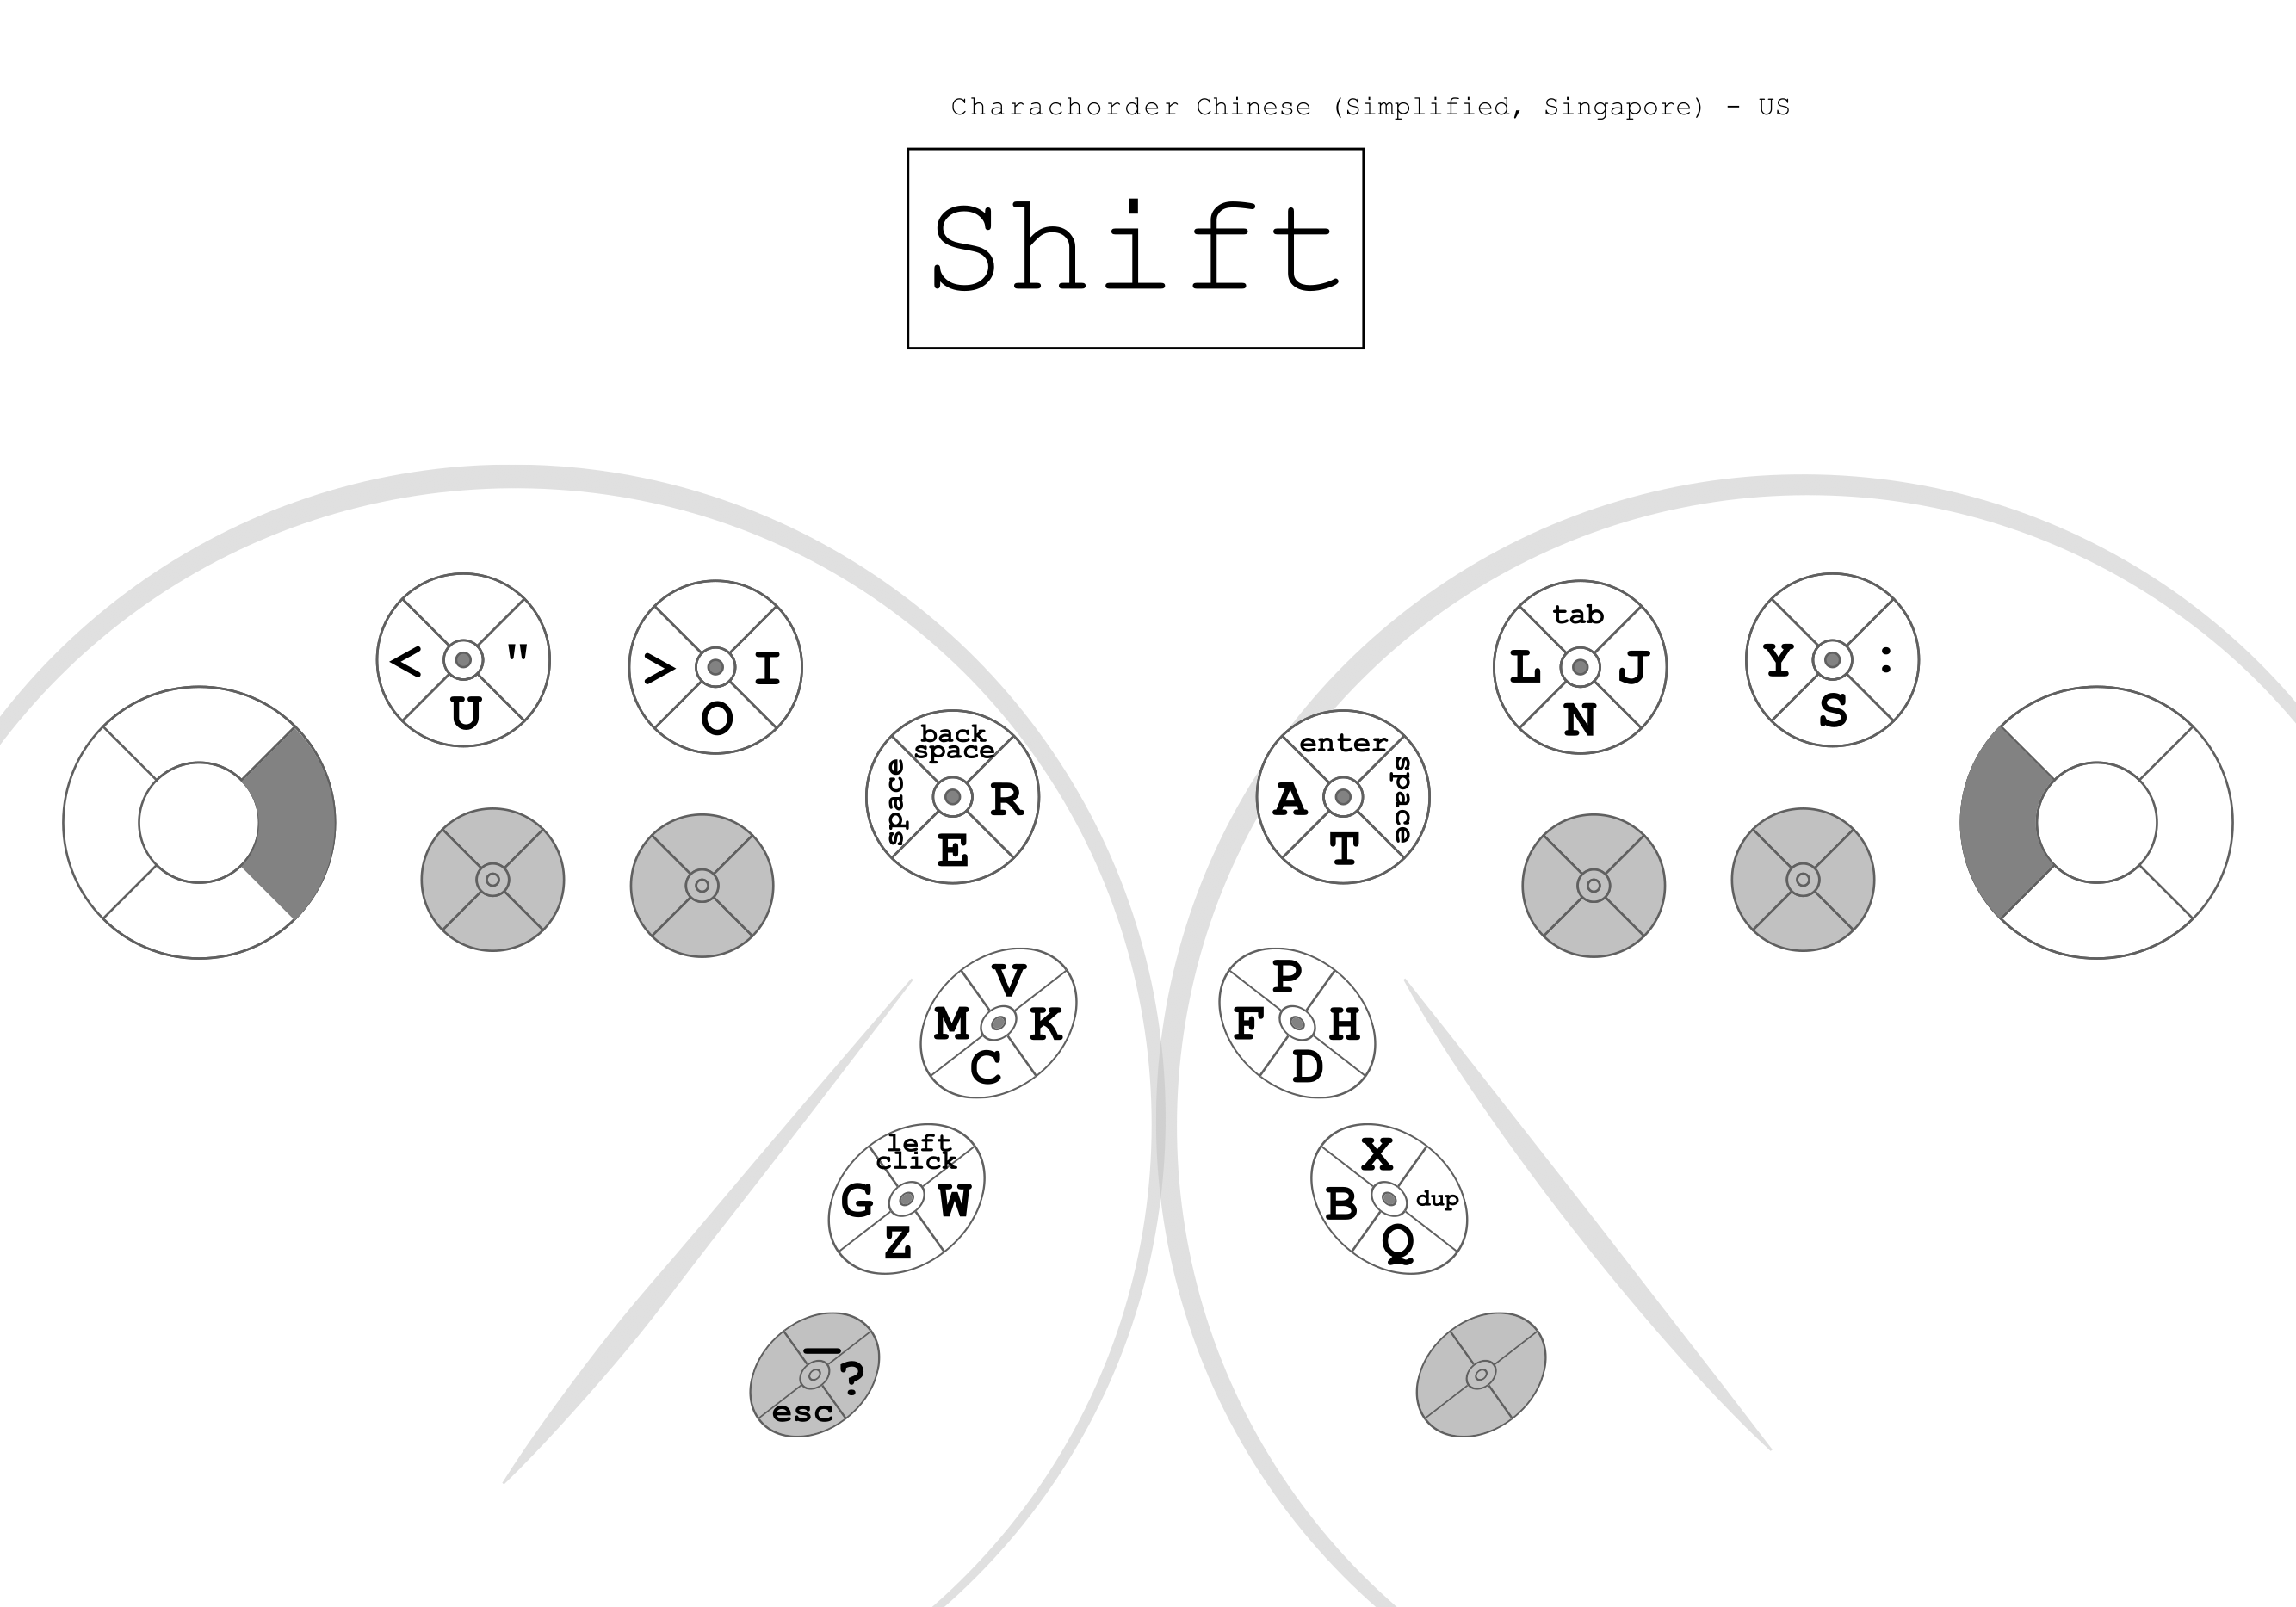 Charachorder Chinese (Simplified, Singapore) - US
Shift
< " U
> I O
back
space
space R E
enter
A space T
tab
L J N
Y : S
V M K C
P F H D
left
click
G W Z
X B dup Q
_ ? esc